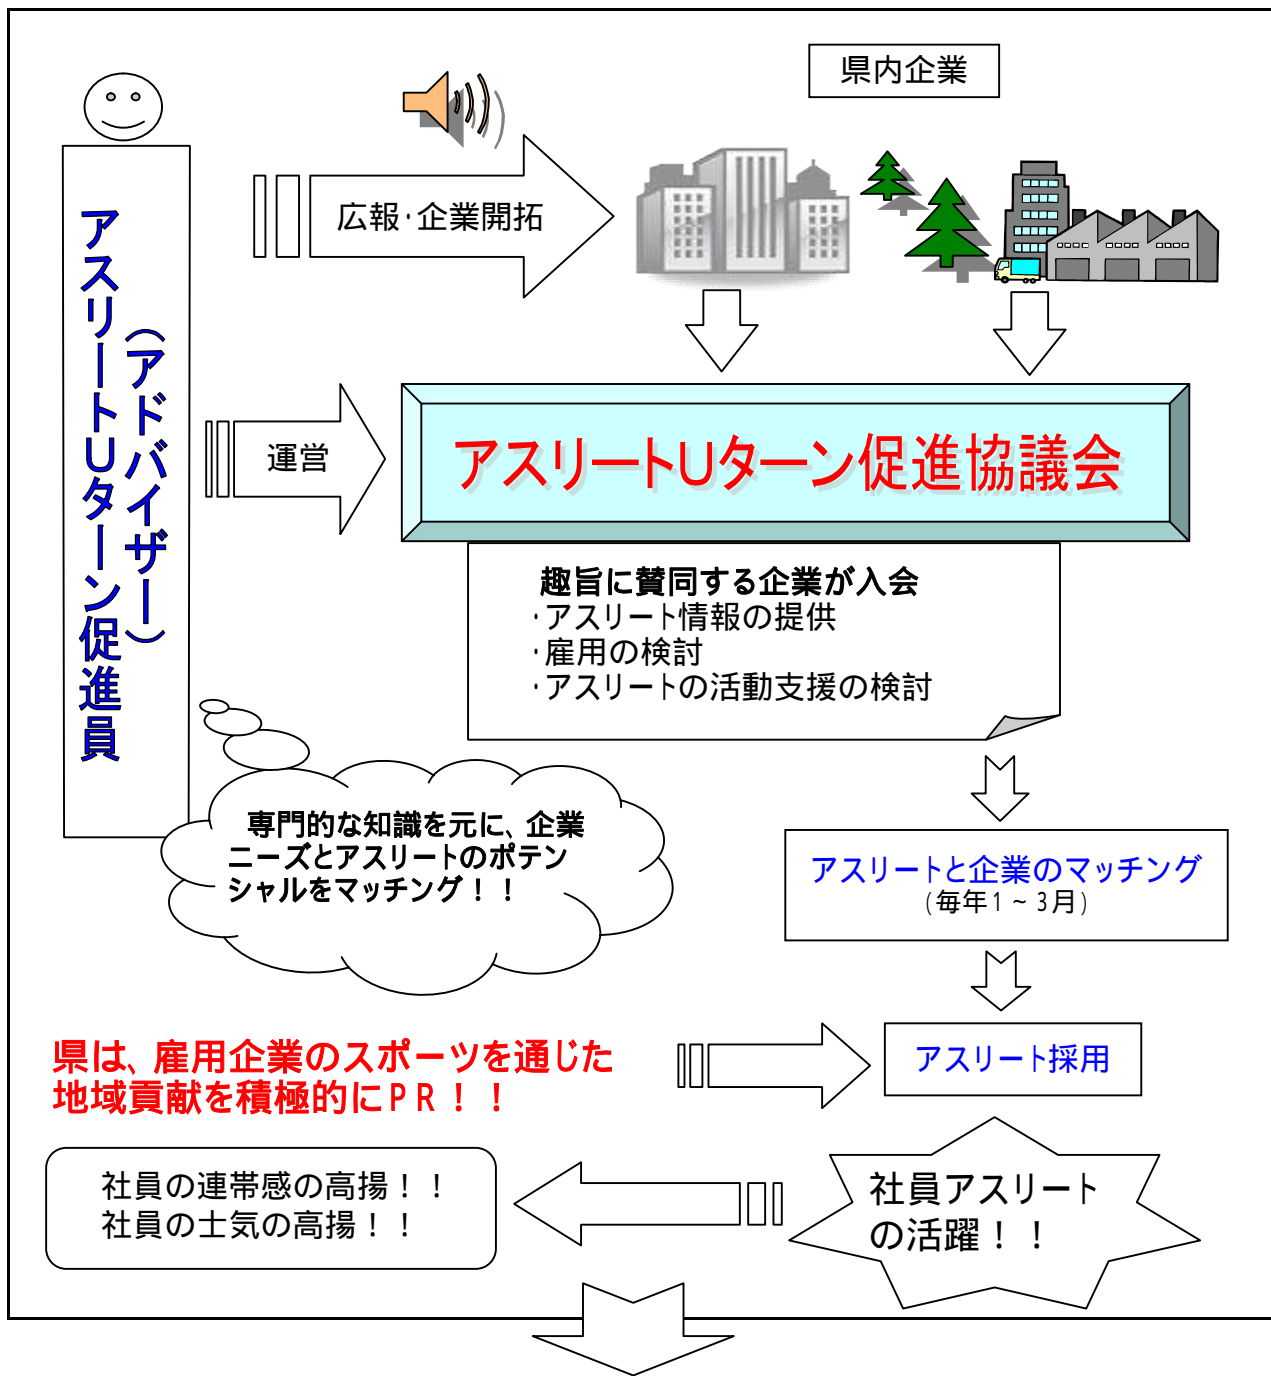 県内企業
広報・企業開拓
アスリートUターン促進員
（アドバイザー）
運営
アスリートUターン促進協議会
趣旨に賛同する企業が入会
・アスリート情報の提供
・雇用の検討
・アスリートの活動支援の検討
専門的な知識を元に、企業
ニーズとアスリートのポテン
シャルをマッチング！！
アスリートと企業のマッチング
(毎年1~3月)
県は、雇用企業のスポーツを通じた
地域貢献を積極的にPR！！
アスリート採用
社員の連帯感の高揚！！
社員の士気の高揚！！
社員アスリート
の活躍！！